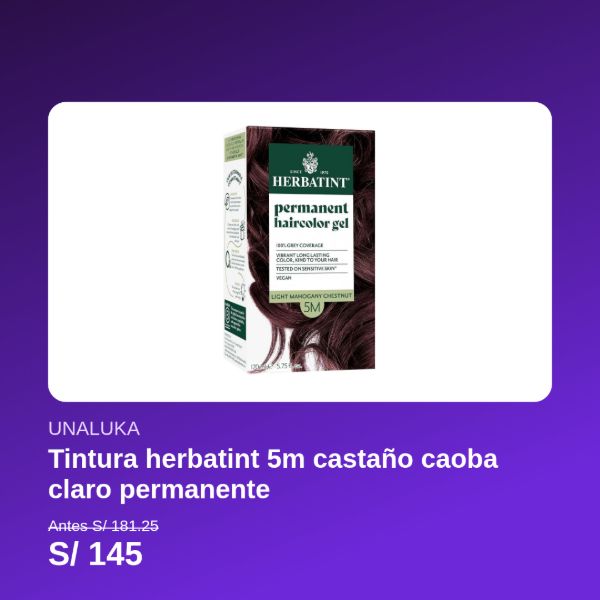 SINCE 1970
HERBATINT
permanent
haircolor gel
100% GREY COVERAGE
VIBRANT LONG LASTING
COLOR, KIND TO YOUR HAIR
TESTED ON SENSITIVE SKIN*
VEGAN
LIGHT MAHOGANY CHESTNUT
5M
UNALUKA
Tintura herbatint 5m castaño caoba
claro permanente
Antes S/ 181.25
S/ 145